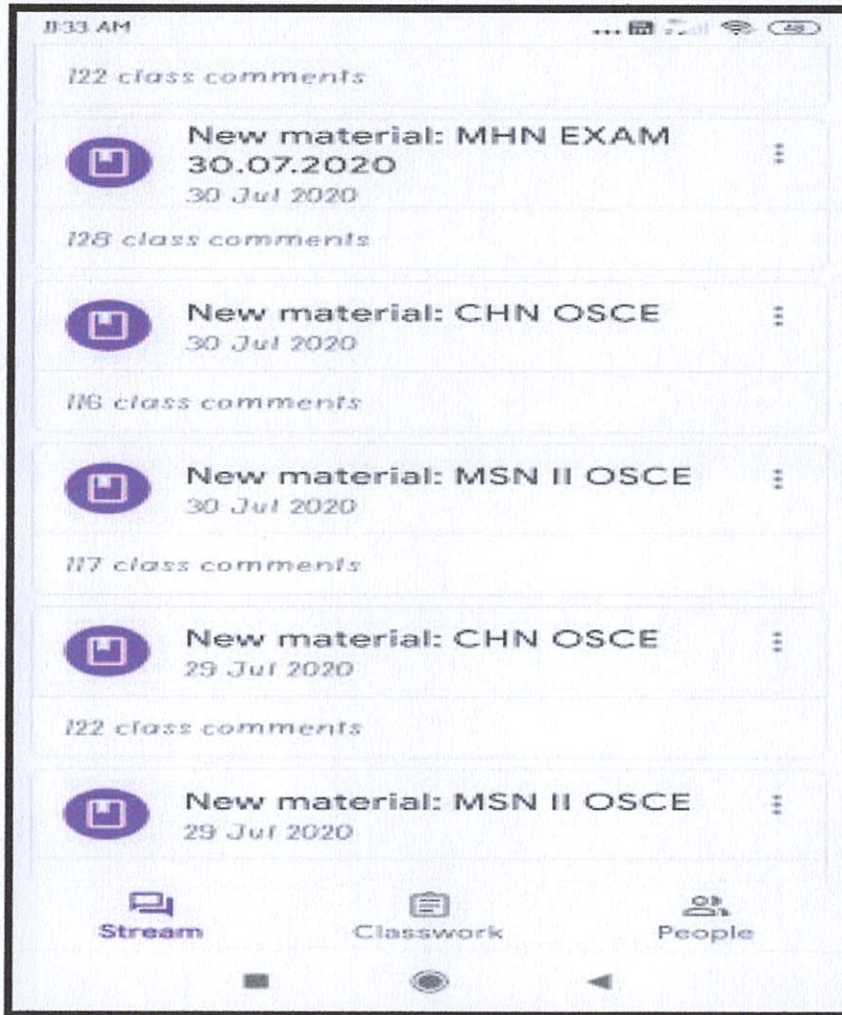 11:33 AM
48
122 class comments
New material: MHN EXAM
30.07.2020
30 Jul 2020
128 class comments
New material: CHN OSCE
30 Jul 2020
116 class comments
New material: MSN II OSCE
30 Jul 2020
117 class comments
New material: CHN OSCE
29 Jul 2020
122 class comments
New material: MSN II OSCE
29 Jul 2020
Stream Classwork People